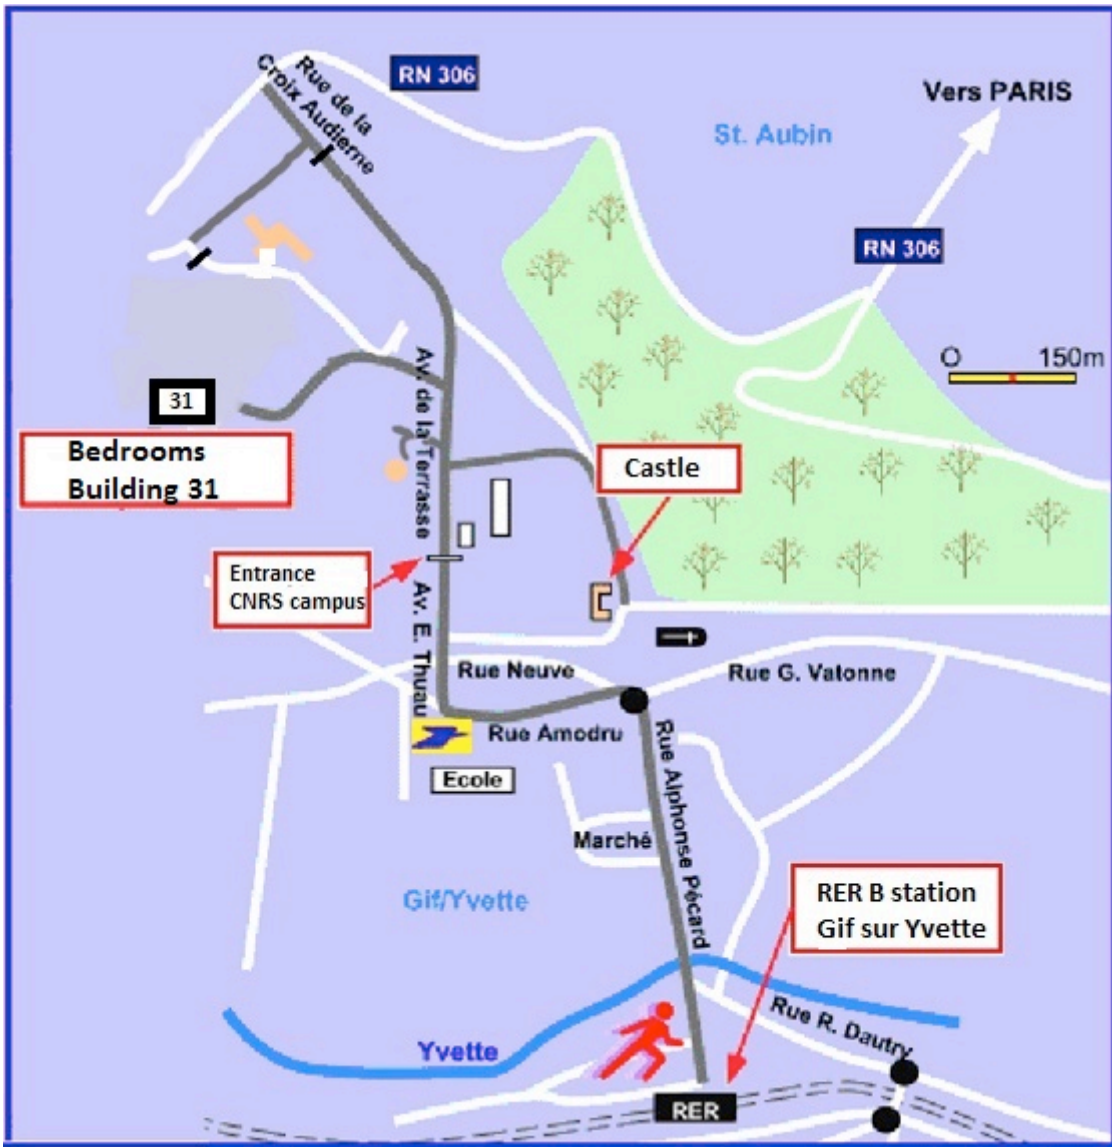 RN 306
Vers PARIS
Rue de la
Croix Audierne
St. Aubin
RN 306
O 150m
31
Bedrooms
Building 31
Av. de la Terrasse
Castle
Entrance
CNRS campus
Av. E. Thuau
Rue Neuve
Rue G. Vatonne
Rue Amodru
Ecole
Rue Alphonse Pécard
Marché
Gif/Yvette
RER B station
Gif sur Yvette
Rue R. Dautry
Yvette
RER